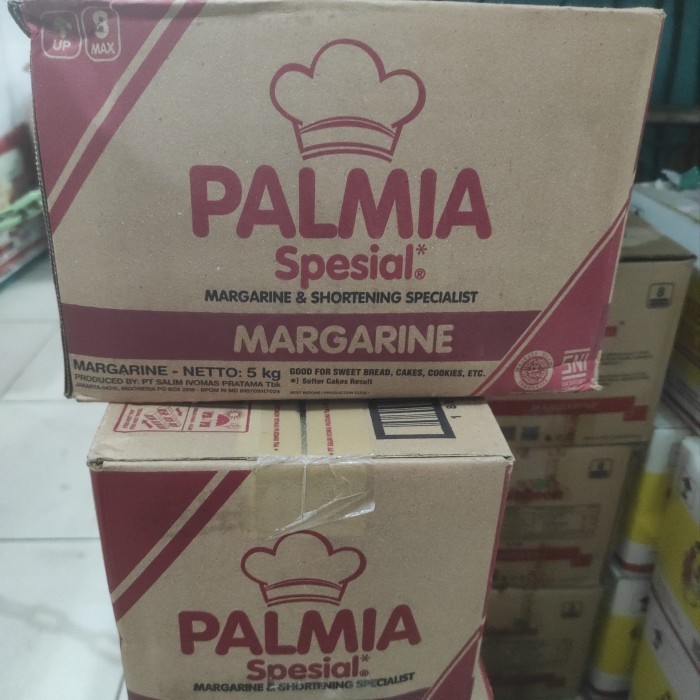 UP
8
MAX
PALMIA
Spesial*®
MARGARINE & SHORTENING SPECIALIST
MARGARINE
MARGARINE - NETTO: 5 kg
PRODUCED BY: PT SALIM IVOMAS PRATAMA Tbk
GOOD FOR SWEET BREAD, CAKES, COOKIES, ETC.
*) Softer Cakes Result
SNI
PALMIA
Spesial*®
MARGARINE & SHORTENING SPECIALIST